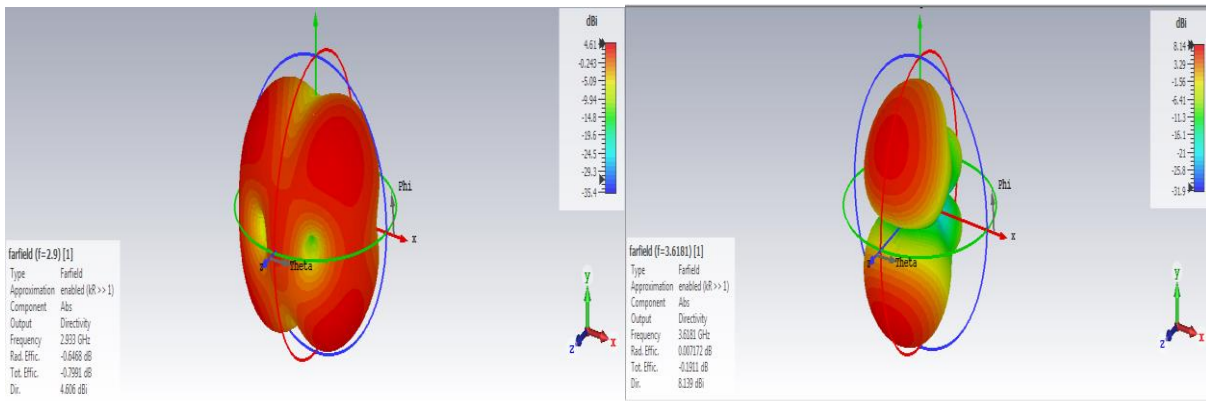 dBi
4.61
-0.243
-5.09
-9.94
-14.8
-19.6
-24.5
-29.3
-35.4
Phi
x
z
Theta
y
x
z
farfield (f=2.9) [1]
Type Farfield
Approximation enabled (kR >> 1)
Component Abs
Output Directivity
Frequency 2.933 GHz
Rad. Effic. -0.6468 dB
Tot. Effic. -0.7991 dB
Dir. 4.606 dBi
dBi
8.14
3.29
-1.56
-6.41
-11.3
-16.1
-21
-25.8
-31.9
Phi
x
Theta
y
x
z
farfield (f=3.6181) [1]
Type Farfield
Approximation enabled (kR >> 1)
Component Abs
Output Directivity
Frequency 3.6181 GHz
Rad. Effic. 0.007172 dB
Tot. Effic. -0.1911 dB
Dir. 8.139 dBi